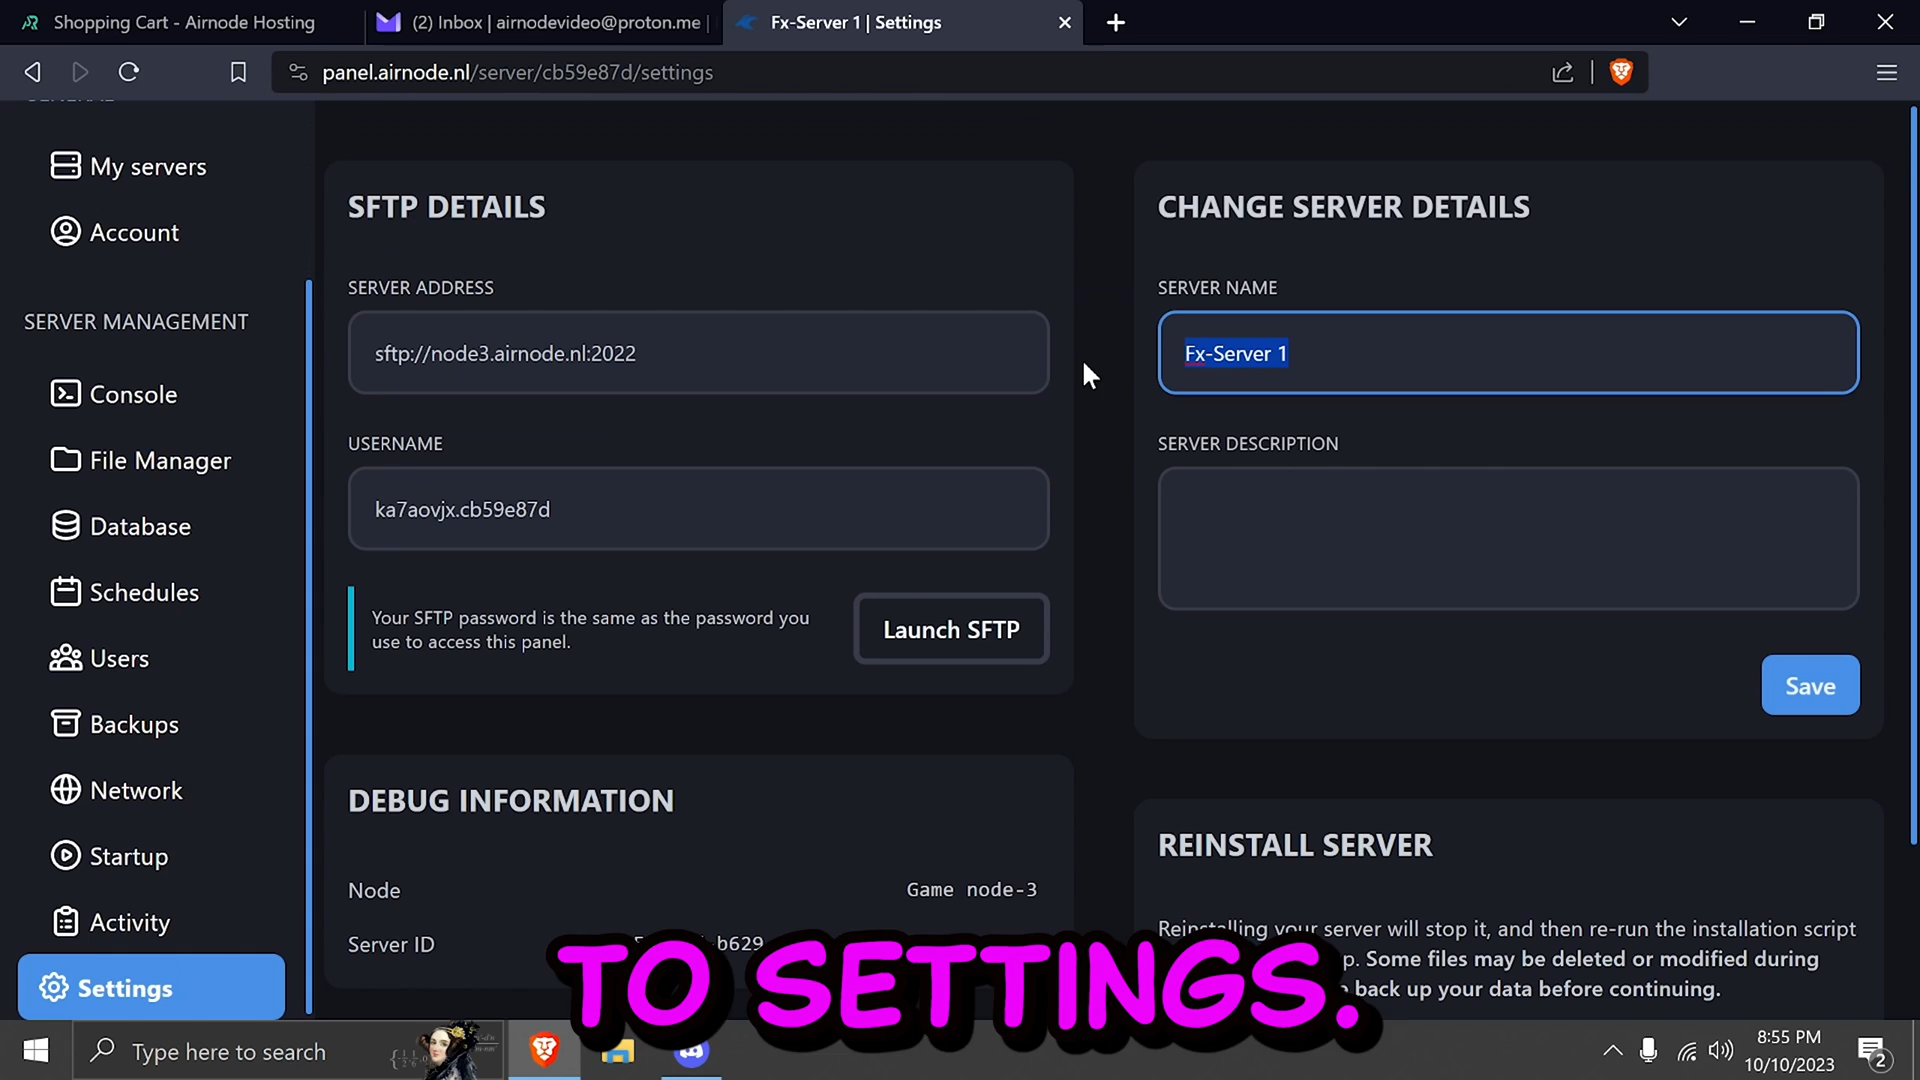 Shopping Cart - Airnode Hosting
(2) Inbox | airnodevideo@proton.me |
Fx-Server 1 | Settings
panel.airnode.nl/server/cb59e87d/settings
GENERAL
My servers
Account
SERVER MANAGEMENT
Console
File Manager
Database
Schedules
Users
Backups
Network
Startup
Activity
Settings
SFTP DETAILS
SERVER ADDRESS
sftp://node3.airnode.nl:2022
USERNAME
ka7aovjx.cb59e87d
Your SFTP password is the same as the password you
use to access this panel.
Launch SFTP
DEBUG INFORMATION
Node
Game node-3
Server ID
b629
CHANGE SERVER DETAILS
SERVER NAME
Fx-Server 1
SERVER DESCRIPTION
Save
REINSTALL SERVER
Reinstalling your server will stop it, and then re-run the installation script
Some files may be deleted or modified during
back up your data before continuing.
TO SETTINGS.
Type here to search
8:55 PM
10/10/2023
2